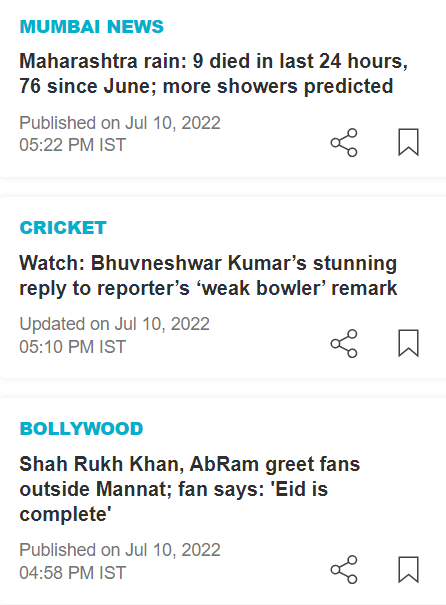 MUMBAI NEWS
Maharashtra rain: 9 died in last 24 hours,
76 since June; more showers predicted
Published on Jul 10, 2022
05:22 PM IST
CRICKET
Watch: Bhuvneshwar Kumar’s stunning
reply to reporter’s ‘weak bowler’ remark
Updated on Jul 10, 2022
05:10 PM IST
BOLLYWOOD
Shah Rukh Khan, AbRam greet fans
outside Mannat; fan says: 'Eid is
complete'
Published on Jul 10, 2022
04:58 PM IST